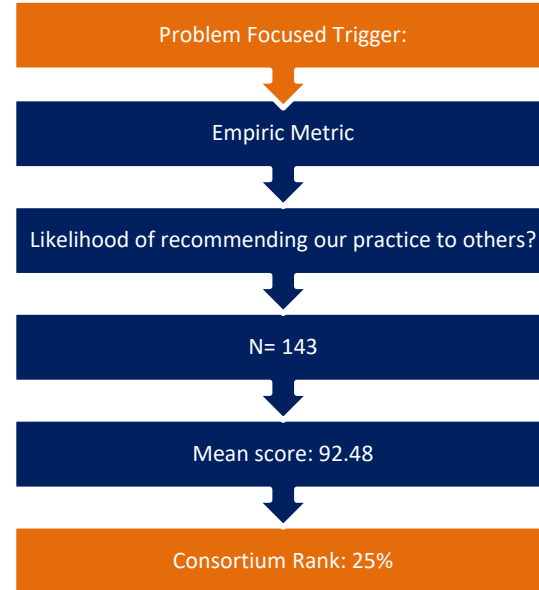 Problem Focused Trigger:
Empiric Metric
Likelihood of recommending our practice to others?
N= 143
Mean score: 92.48
Consortium Rank: 25%